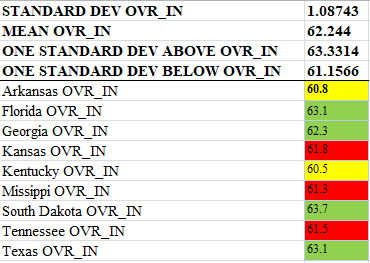 STANDARD DEV OVR_IN 1.08743
MEAN OVR_IN 62.244
ONE STANDARD DEV ABOVE OVR_IN 63.3314
ONE STANDARD DEV BELOW OVR_IN 61.1566
Arkansas OVR_IN 60.8
Florida OVR_IN 63.1
Georgia OVR_IN 62.3
Kansas OVR_IN 61.8
Kentucky OVR_IN 60.5
Missippi OVR_IN 61.3
South Dakota OVR_IN 63.7
Tennessee OVR_IN 61.5
Texas OVR_IN 63.1